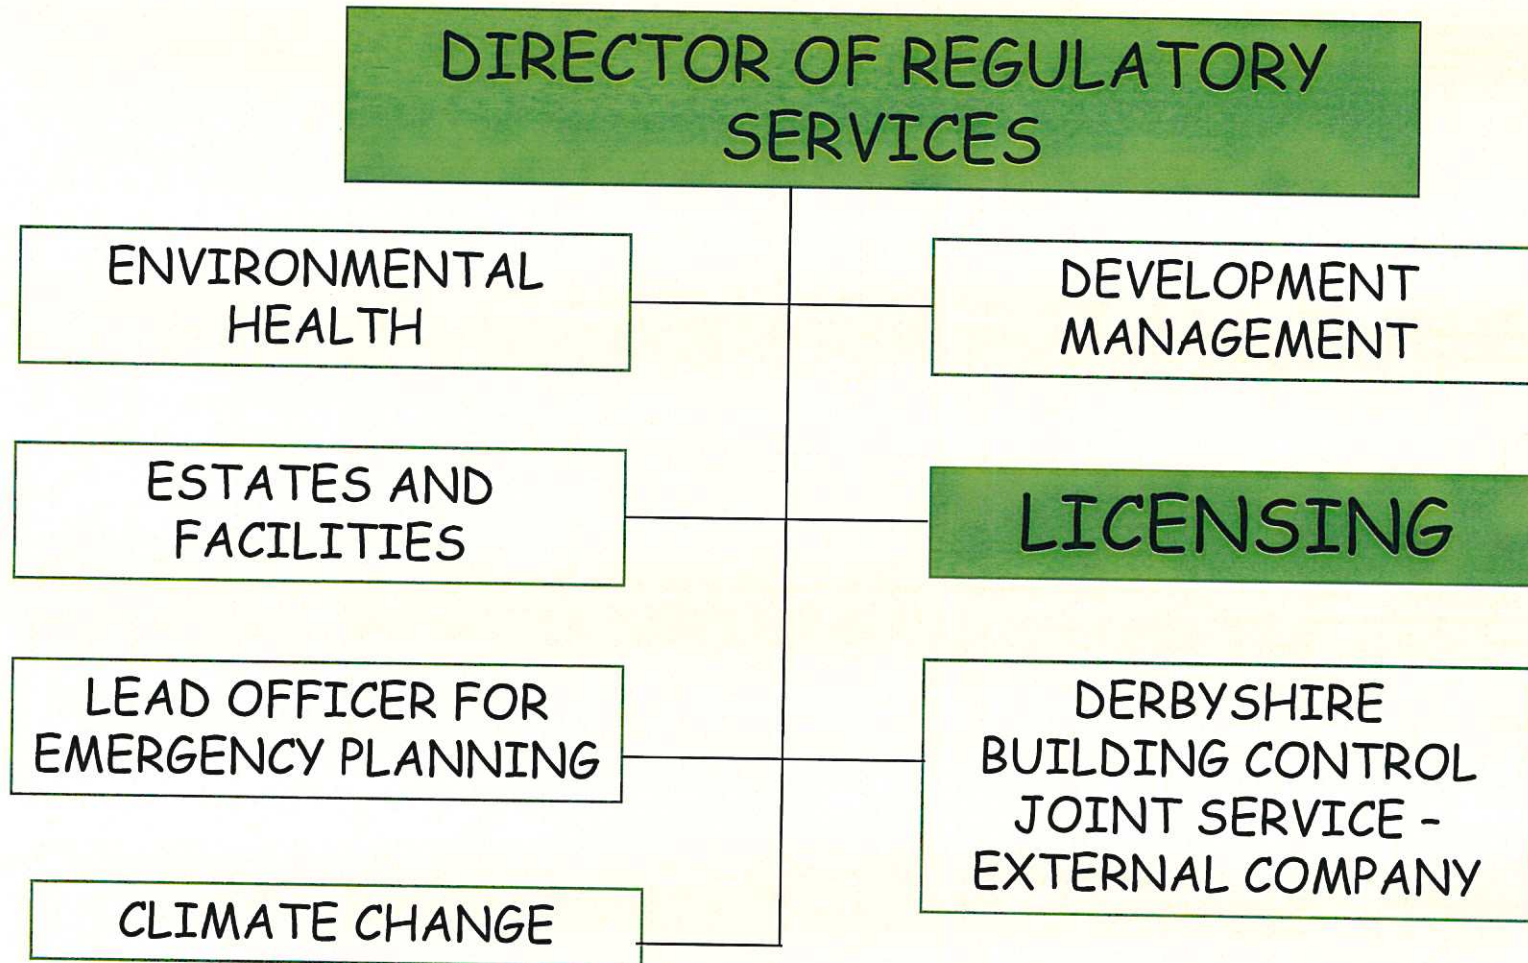 DIRECTOR OF REGULATORY
SERVICES
ENVIRONMENTAL
HEALTH
DEVELOPMENT
MANAGEMENT
ESTATES AND
FACILITIES
LICENSING
LEAD OFFICER FOR
EMERGENCY PLANNING
DERBYSHIRE
BUILDING CONTROL
JOINT SERVICE –
EXTERNAL COMPANY
CLIMATE CHANGE